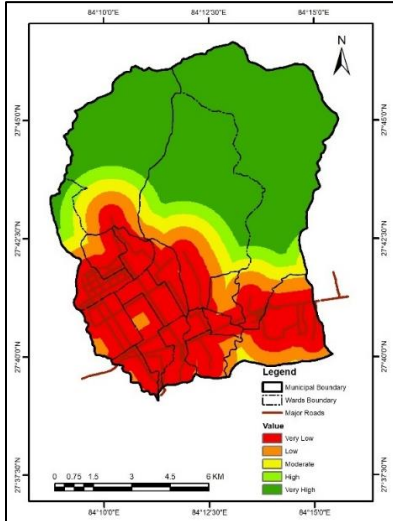 84°10'0"E 84°12'30"E 84°15'0"E
N
27°45'0"N 27°45'0"N
27°42'30"N 27°42'30"N
27°40'0"N 27°40'0"N
27°37'30"N 27°37'30"N
Legend
Municipal Boundary
Wards Boundary
Major Roads
Value
Very Low
Low
Moderate
High
Very High
0 0.75 1.5 3 4.5 6 KM
84°10'0"E 84°12'30"E 84°15'0"E